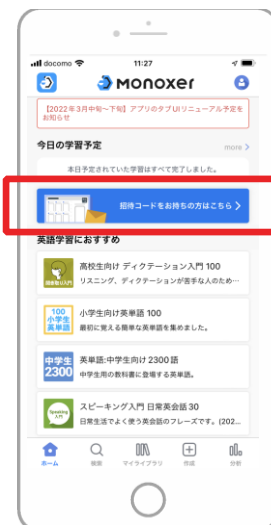 docomo 11:27
monoxer
【2022年3月中旬〜下旬】アプリのタブUIリニューアル予定を
お知らせ
今日の学習予定 more >
本日予定されていた学習はすべて完了しました。
招待コードをお持ちの方はこちら >
英語学習におすすめ
高校生向け ディクテーション入門 100
リスニング、ディクテーションが苦手な人のため…
100
小学生
英単語
小学生向け英単語 100
最初に覚える簡単な英単語を集めました。
中学生
2300
英単語:中学生向け 2300 語
中学生用の教科書に登場する英単語。
Speaking
入門
スピーキング入門 日常英会話 30
日常生活でよく使う英会話のフレーズです。(202…
ホーム 検索 マイライブラリ 作成 分析